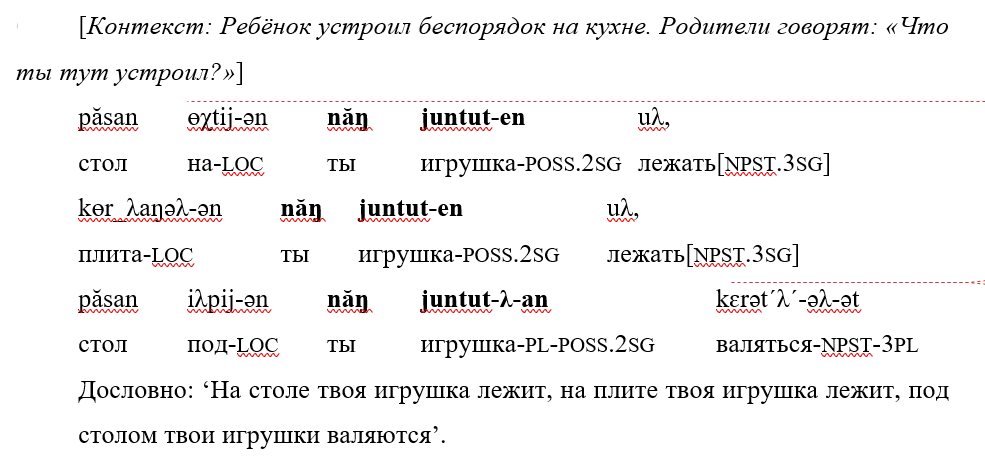 [Контекст: Ребёнок устроил беспорядок на кухне. Родители говорят: «Что
ты тут устроил?»]
păsan ɵχtij-ən năŋ juntut-en uλ,
стол на-LOC ты игрушка-POSS.2SG лежать[NPST.3SG]
kɵr_λaŋəλ-ən năŋ juntut-en uλ,
плита-LOC ты игрушка-POSS.2SG лежать[NPST.3SG]
păsan iλpij-ən năŋ juntut-λ-an kɛrət´λ´-əλ-ət
стол под-LOC ты игрушка-PL-POSS.2SG валяться-NPST-3PL
Дословно: ‘На столе твоя игрушка лежит, на плите твоя игрушка лежит, под
столом твои игрушки валяются’.